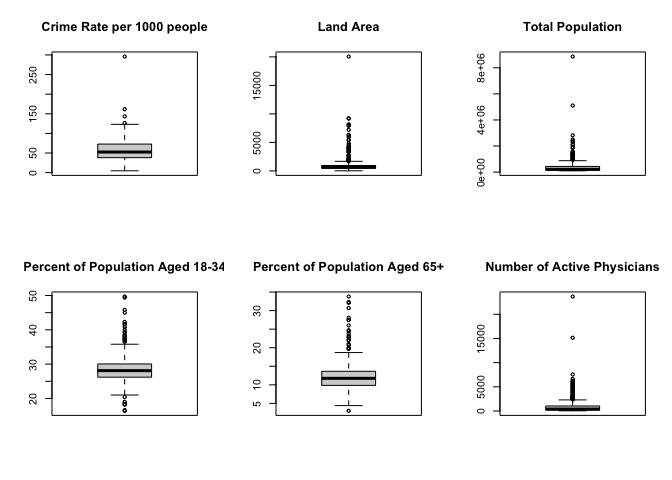 Crime Rate per 1000 people
Land Area
Total Population
0 50 150 250
0 5000 15000
0e+00 4e+06 8e+06
Percent of Population Aged 18-34
Percent of Population Aged 65+
Number of Active Physicians
20 30 40 50
5 10 20 30
0 5000 15000